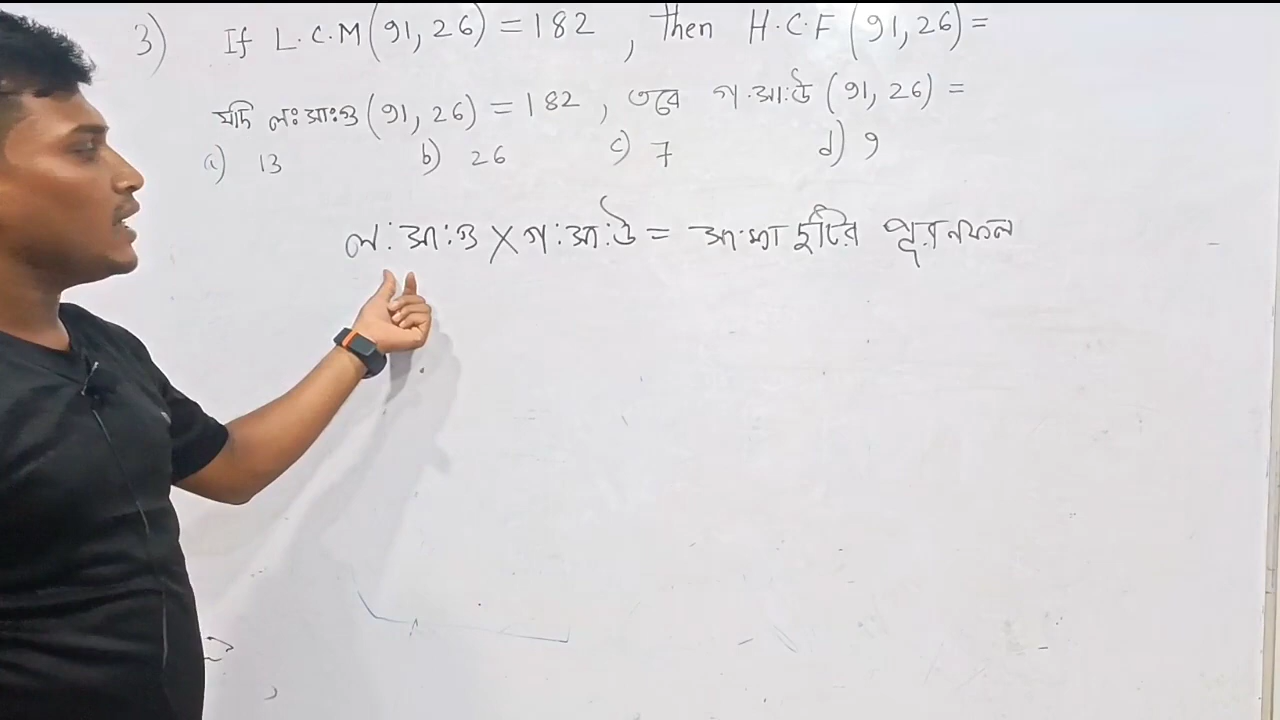 3) If L.C.M(91,26)=182, Then H.C.F(91,26)=
যদি লঃআঃগু(91,26)=182, তবে গ.আ:উ(91,26)=
a) 13 b) 26 c) 7 d) 9
ল:আ:গু×গ:আ:উ= দুটির পূরনফল